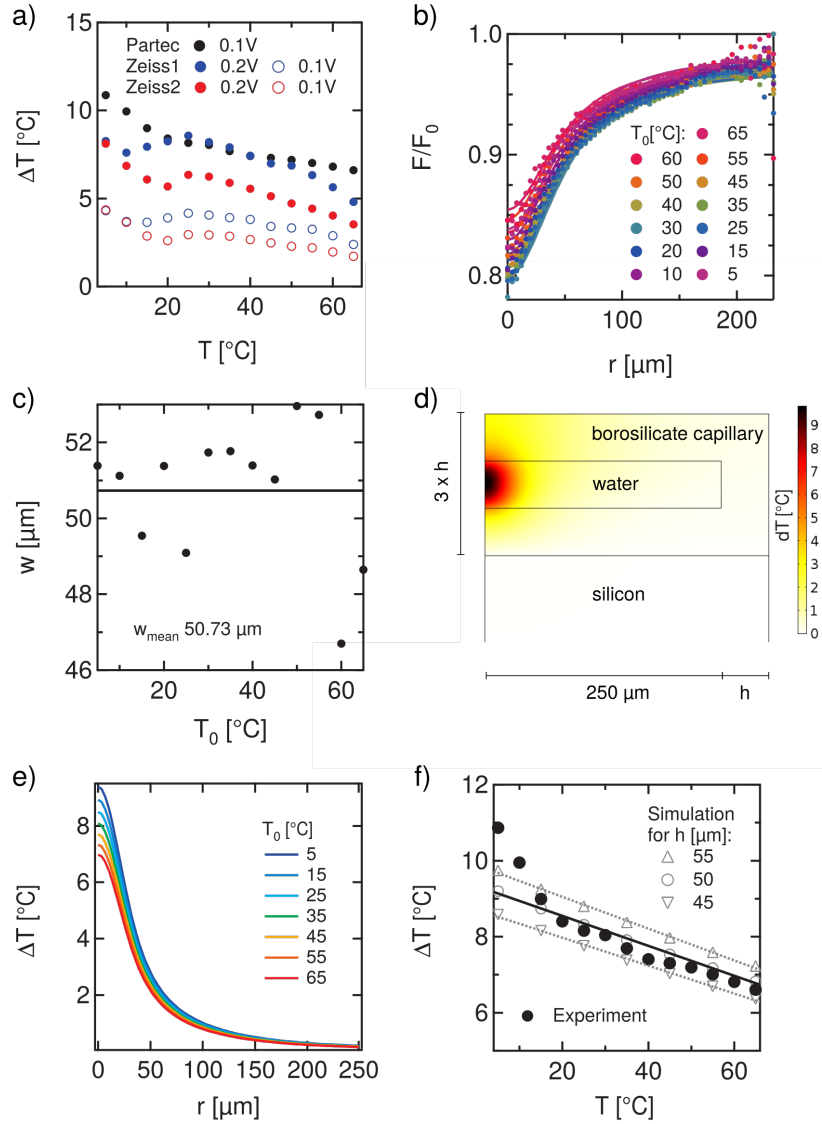 a)
15
10
5
0
ΔT [°C]
Partec 0.1V
Zeiss1 0.2V 0.1V
Zeiss2 0.2V 0.1V
20 40 60
T [°C]
b)
1.0
0.9
0.8
F/F0
T0[°C]: 65
60 55
50 45
40 35
30 25
20 15
10 5
0 100 200
r [µm]
c)
52
50
48
46
w [µm]
wmean 50.73 µm
20 40 60
T0 [°C]
d)
3 x h
borosilicate capillary
water
silicon
250 µm h
9
8
7
6
5
4
3
2
1
0
dT [°C]
e)
8
6
4
2
ΔT [°C]
T0 [°C]
5
15
25
35
45
55
65
0 50 100 150 200 250
r [µm]
f)
12
10
8
6
ΔT [°C]
Simulation
for h [µm]:
55
50
45
Experiment
0 20 40 60
T [°C]